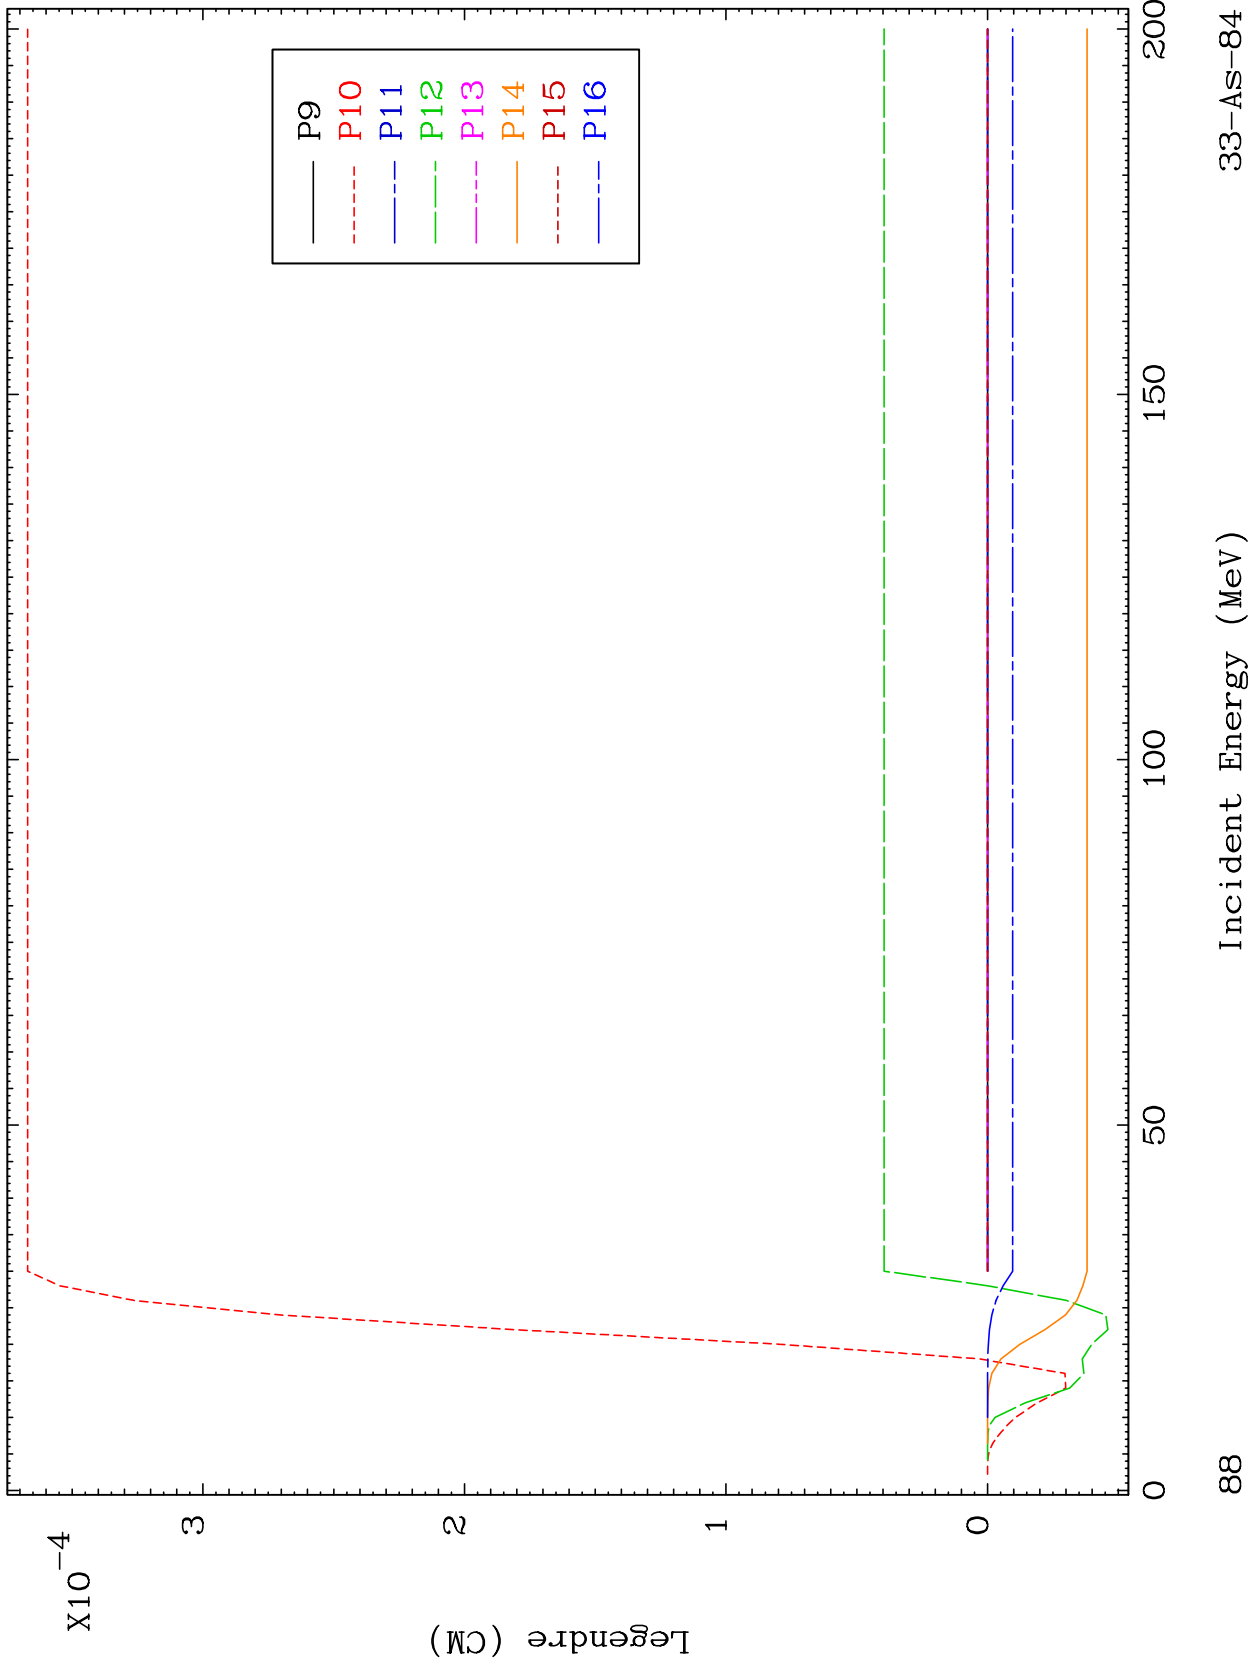 X10-4
3
2
1
0
Legendre (CM)
P9
P10
P11
P12
P13
P14
P15
P16
0
50
100
150
200
Incident Energy (MeV)
88
33-As-84